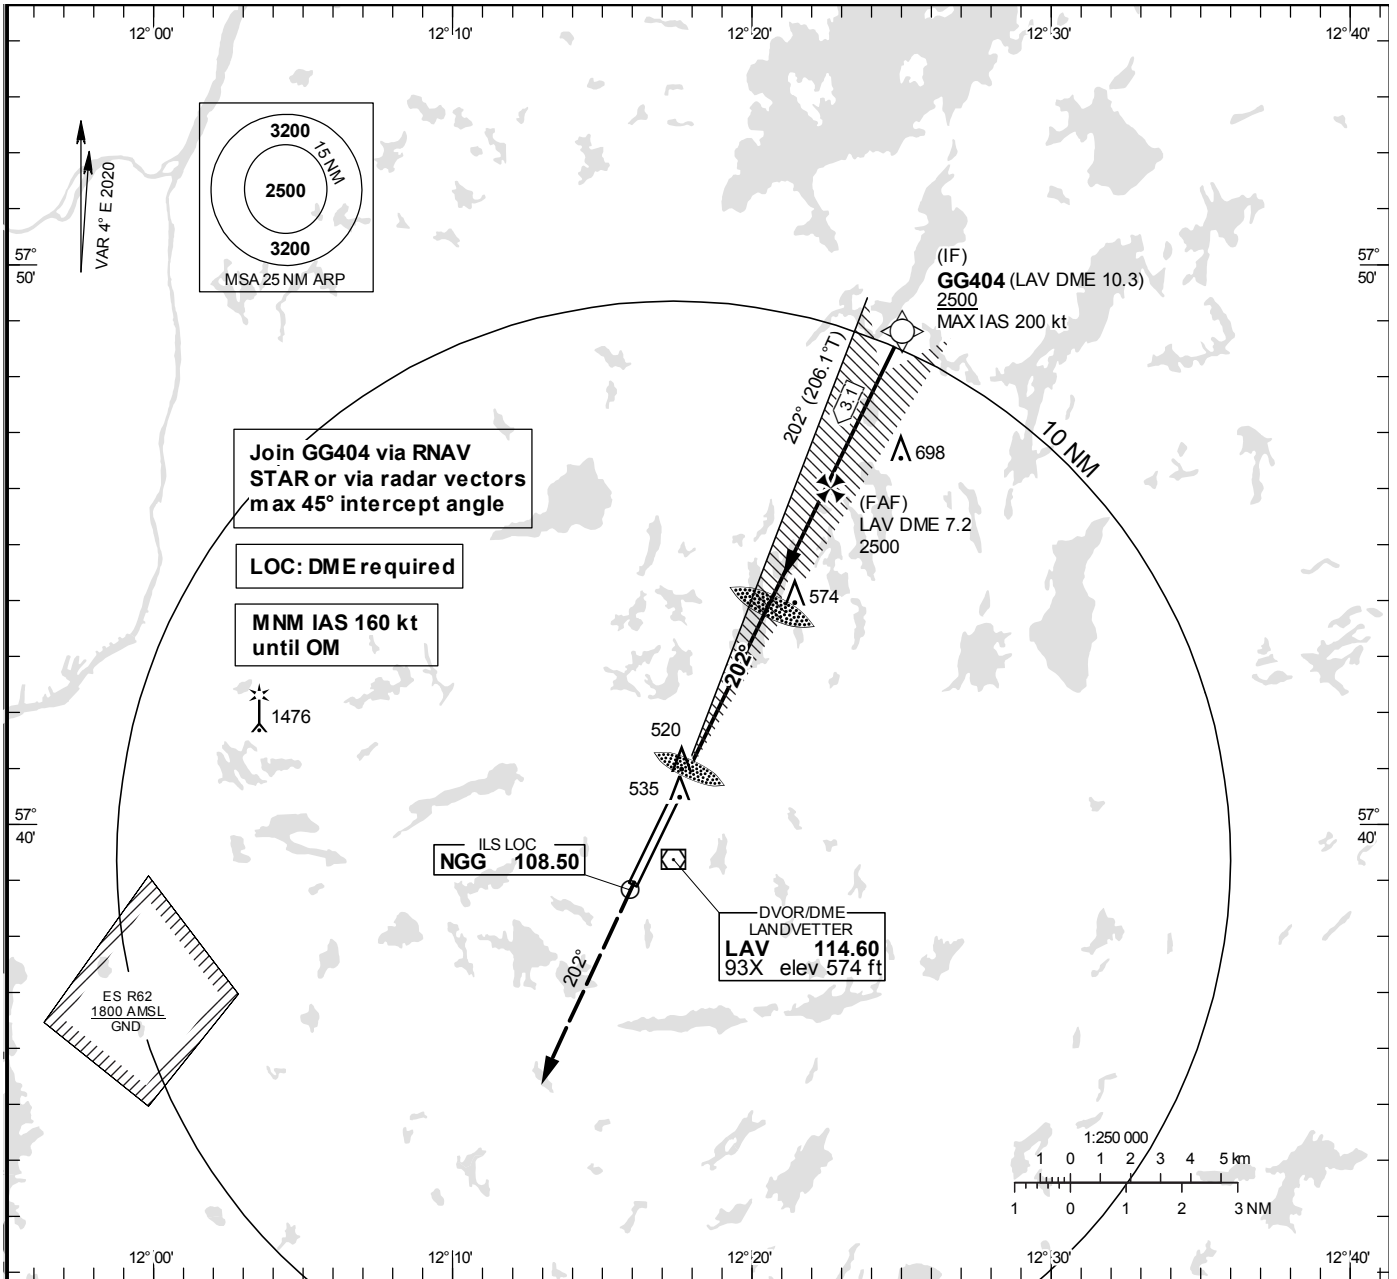 12°00'
12°10'
12°20'
12°30'
12°40'
VAR 4° E 2020
3200
15 NM
2500
3200
MSA 25 NM ARP
57°
50'
57°
50'
(IF)
GG404 (LAV DME 10.3)
2500
MAX IAS 200 kt
202° (206.1°T)
3.1
10 NM
698
Join GG404 via RNAV
STAR or via radar vectors
max 45° intercept angle
(FAF)
LAV DME 7.2
2500
LOC: DME required
574
MNM IAS 160 kt
until OM
202°
1476
520
535
57°
40'
57°
40'
ILS LOC
NGG 108.50
DVOR/DME
LANDVETTER
LAV 114.60
93X elev 574 ft
202°
ES R62
1800 AMSL
GND
1:250 000
1 0 1 2 3 4 5 km
1 0 1 2 3 NM
12°00'
12°10'
12°20'
12°30'
12°40'